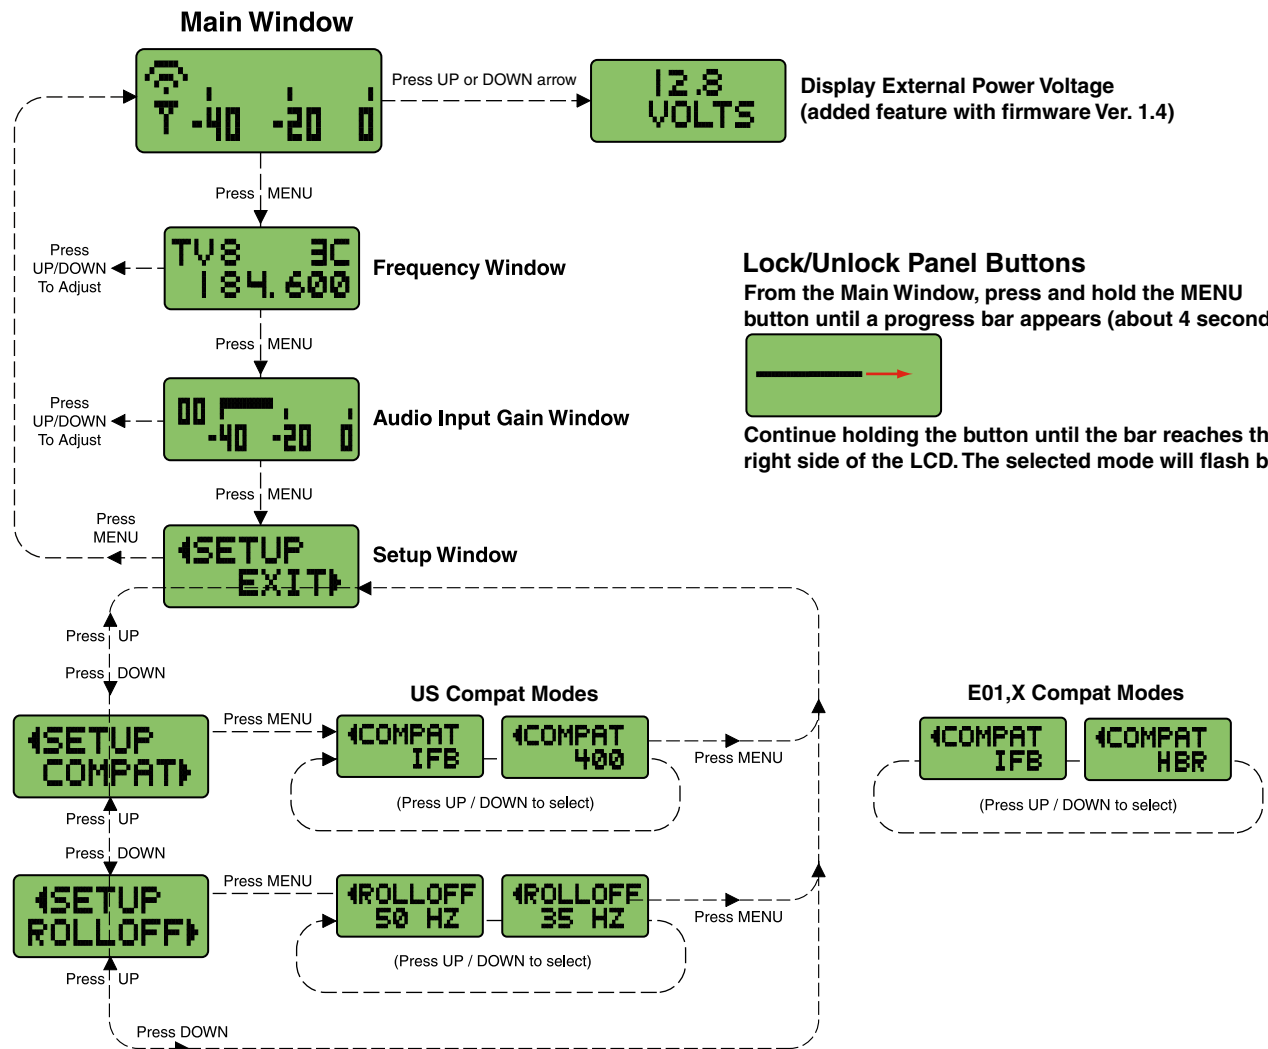 Main Window
-40 -20 0
Press UP or DOWN arrow
12.8
VOLTS
Display External Power Voltage
(added feature with firmware Ver. 1.4)
Press MENU
Press
UP/DOWN
To Adjust
TV8 3C
184.600
Frequency Window
Lock/Unlock Panel Buttons
From the Main Window, press and hold the MENU
button until a progress bar appears (about 4 second
Press MENU
Press
UP/DOWN
To Adjust
00
-40 -20 0
Audio Input Gain Window
Continue holding the button until the bar reaches th
right side of the LCD. The selected mode will flash b
Press MENU
Press
MENU
SETUP
EXIT
Setup Window
Press UP
Press DOWN
US Compat Modes
E01,X Compat Modes
SETUP
COMPAT
Press MENU
COMPAT
IFB
COMPAT
400
Press MENU
(Press UP / DOWN to select)
COMPAT
IFB
COMPAT
HBR
(Press UP / DOWN to select)
Press UP
Press DOWN
SETUP
ROLLOFF
Press MENU
ROLLOFF
50 HZ
ROLLOFF
35 HZ
Press MENU
(Press UP / DOWN to select)
Press UP
Press DOWN